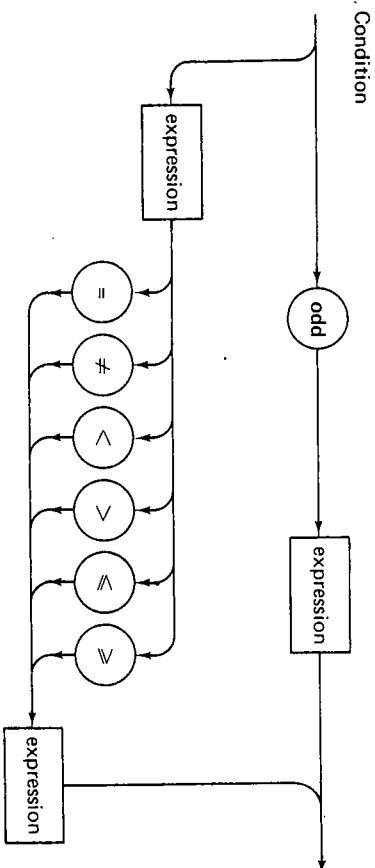 Condition
odd
expression
expression
=
≠
<
>
≤
≥
expression